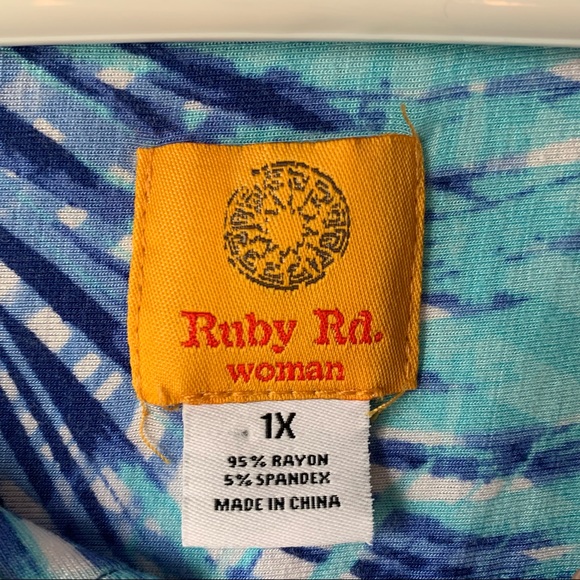 Ruby Rd.
woman
1X
95% RAYON
5% SPANDEX
MADE IN CHINA